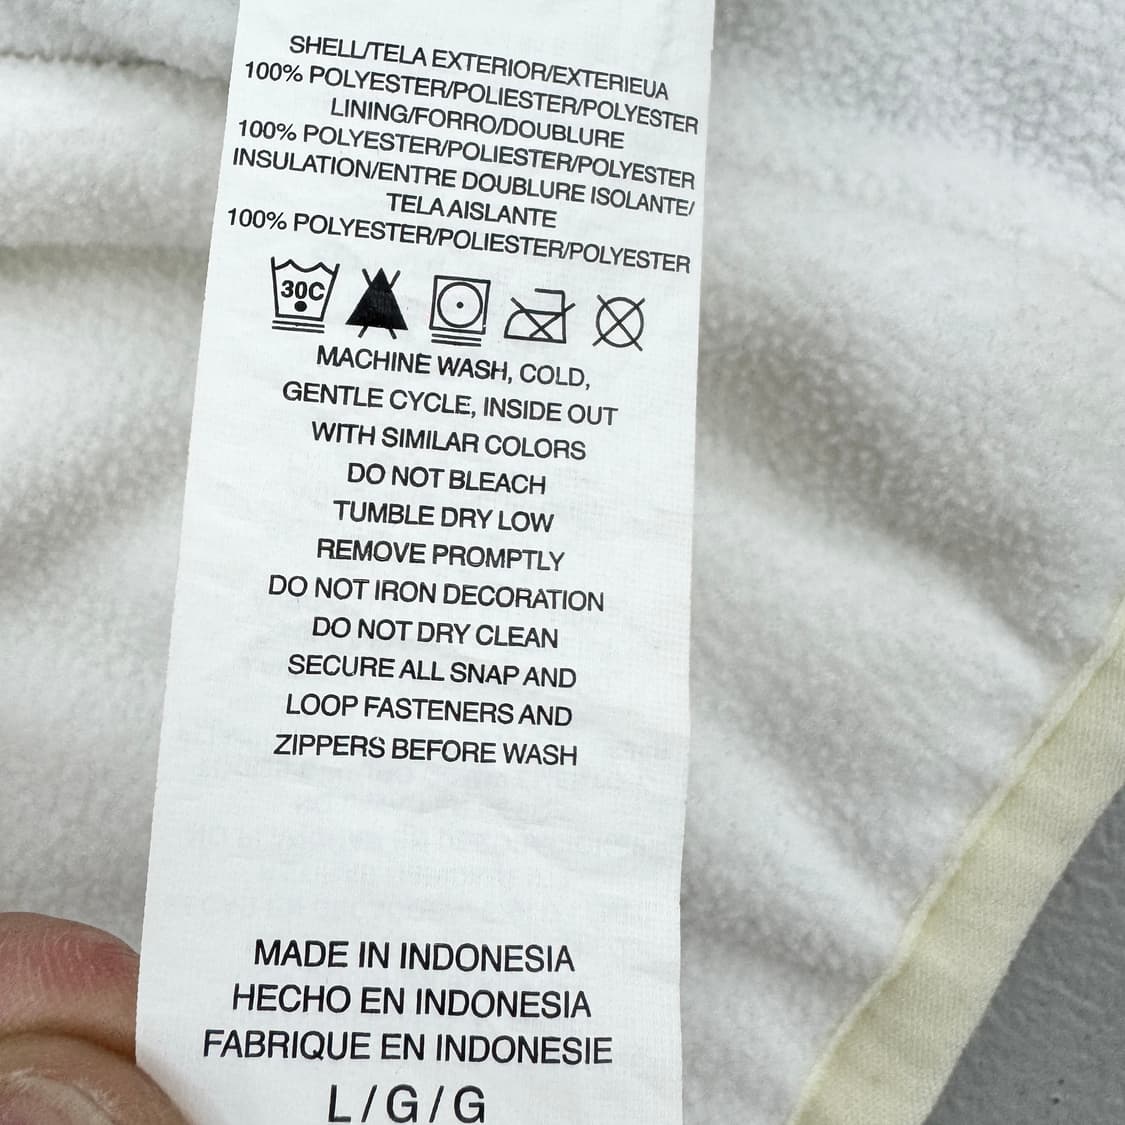 SHELL/TELA EXTERIOR/EXTERIEUA
100% POLYESTER/POLIESTER/POLYESTER
LINING/FORRO/DOUBLURE
100% POLYESTER/POLIESTER/POLYESTER
INSULATION/ENTRE DOUBLURE ISOLANTE/
TELA AISLANTE
100% POLYESTER/POLIESTER/POLYESTER
30C
MACHINE WASH, COLD,
GENTLE CYCLE, INSIDE OUT
WITH SIMILAR COLORS
DO NOT BLEACH
TUMBLE DRY LOW
REMOVE PROMPTLY
DO NOT IRON DECORATION
DO NOT DRY CLEAN
SECURE ALL SNAP AND
LOOP FASTENERS AND
ZIPPERS BEFORE WASH
MADE IN INDONESIA
HECHO EN INDONESIA
FABRIQUE EN INDONESIE
L/G/G